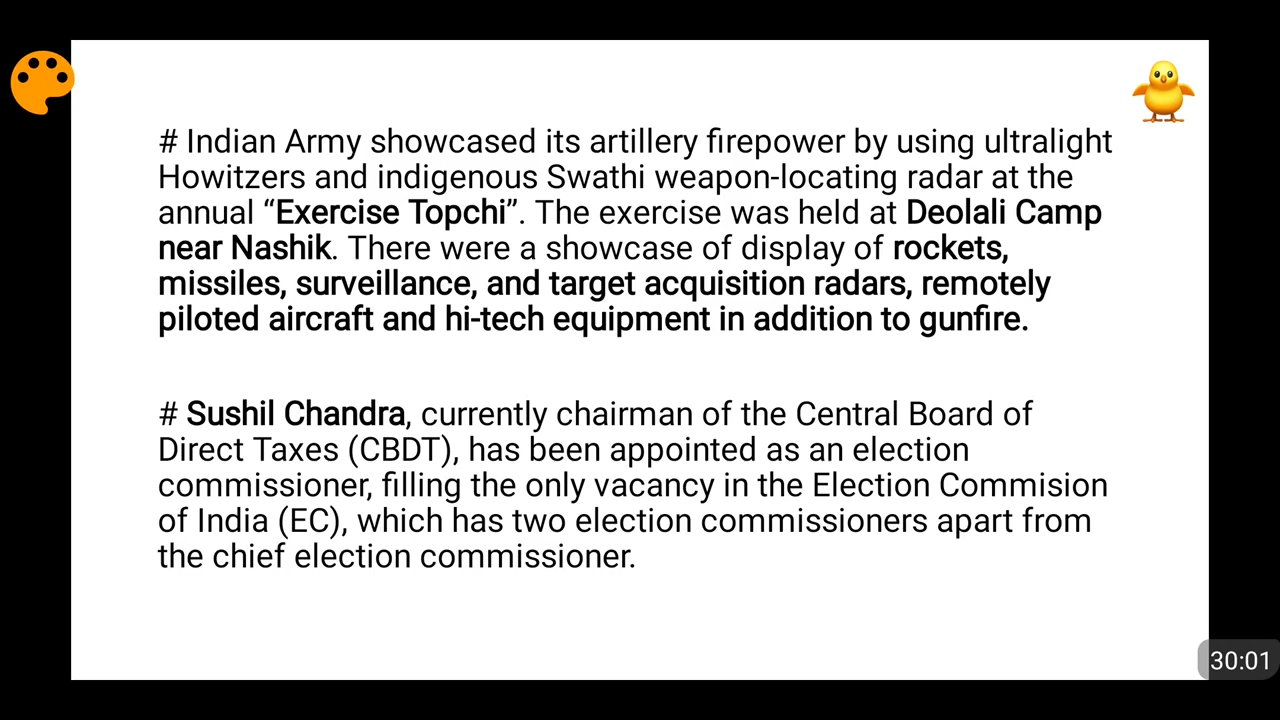 # Indian Army showcased its artillery firepower by using ultralight
Howitzers and indigenous Swathi weapon-locating radar at the
annual “Exercise Topchi”. The exercise was held at Deolali Camp
near Nashik. There were a showcase of display of rockets,
missiles, surveillance, and target acquisition radars, remotely
piloted aircraft and hi-tech equipment in addition to gunfire.
# Sushil Chandra, currently chairman of the Central Board of
Direct Taxes (CBDT), has been appointed as an election
commissioner, filling the only vacancy in the Election Commision
of India (EC), which has two election commissioners apart from
the chief election commissioner.
30:01